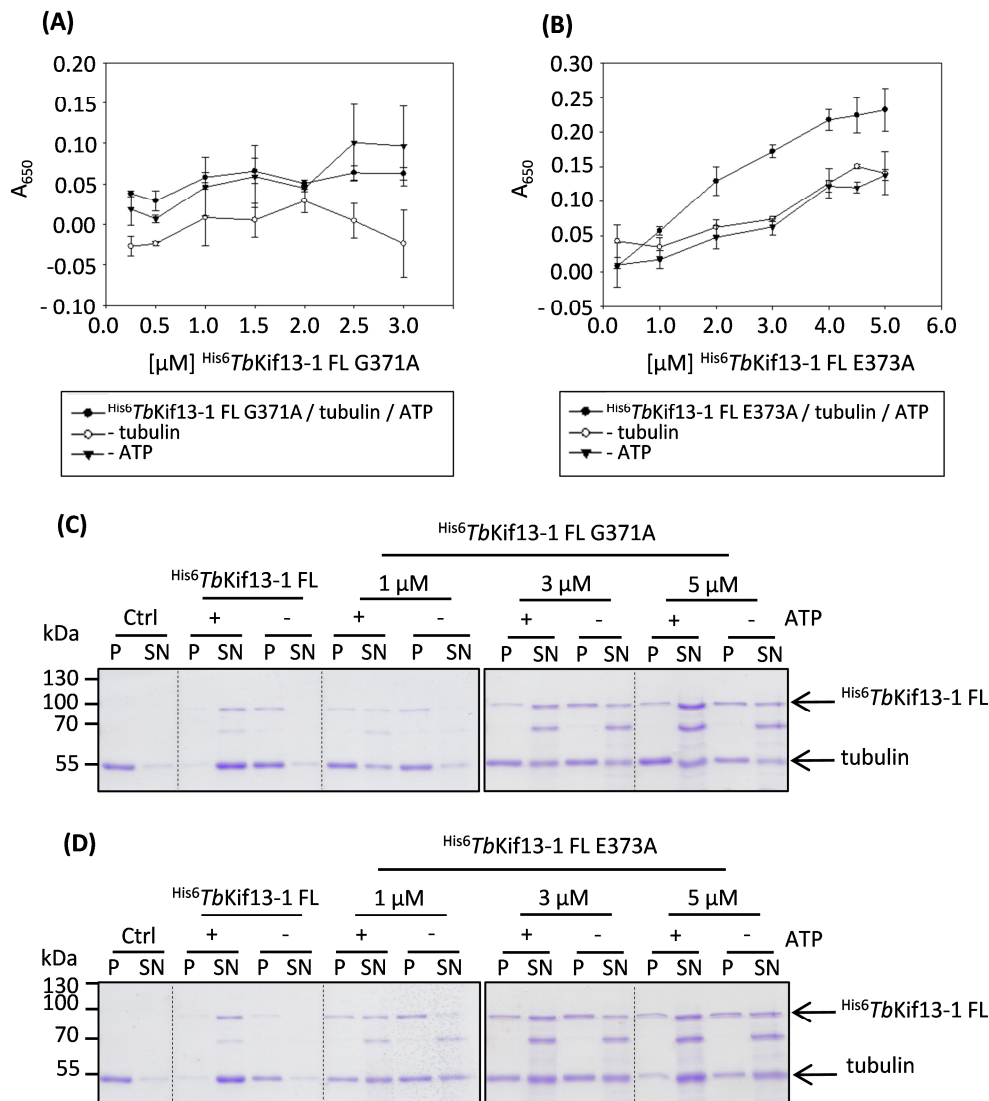 (A)
0.20
0.15
0.10
0.05
0.00
-0.05
- 0.10
A650
0.0 0.5 1.0 1.5 2.0 2.5 3.0
[µM] His6TbKif13-1 FL G371A
His6TbKif13-1 FL G371A / tubulin / ATP
- tubulin
- ATP
(B)
0.30
0.25
0.20
0.15
0.10
0.05
0.00
- 0.05
A650
0.0 1.0 2.0 3.0 4.0 5.0 6.0
[µM] His6TbKif13-1 FL E373A
His6TbKif13-1 FL E373A / tubulin / ATP
- tubulin
- ATP
(C)
His6TbKif13-1 FL G371A
His6TbKif13-1 FL 1 µM 3 µM 5 µM
Ctrl + - + - + - + - ATP
kDa P SN P SN P SN P SN P SN P SN P SN P SN P SN
130
100 His6TbKif13-1 FL
70
55 tubulin
(D)
His6TbKif13-1 FL E373A
His6TbKif13-1 FL 1 µM 3 µM 5 µM
Ctrl + - + - + - + - ATP
kDa P SN P SN P SN P SN P SN P SN P SN P SN P SN
130
100 His6TbKif13-1 FL
70
55 tubulin